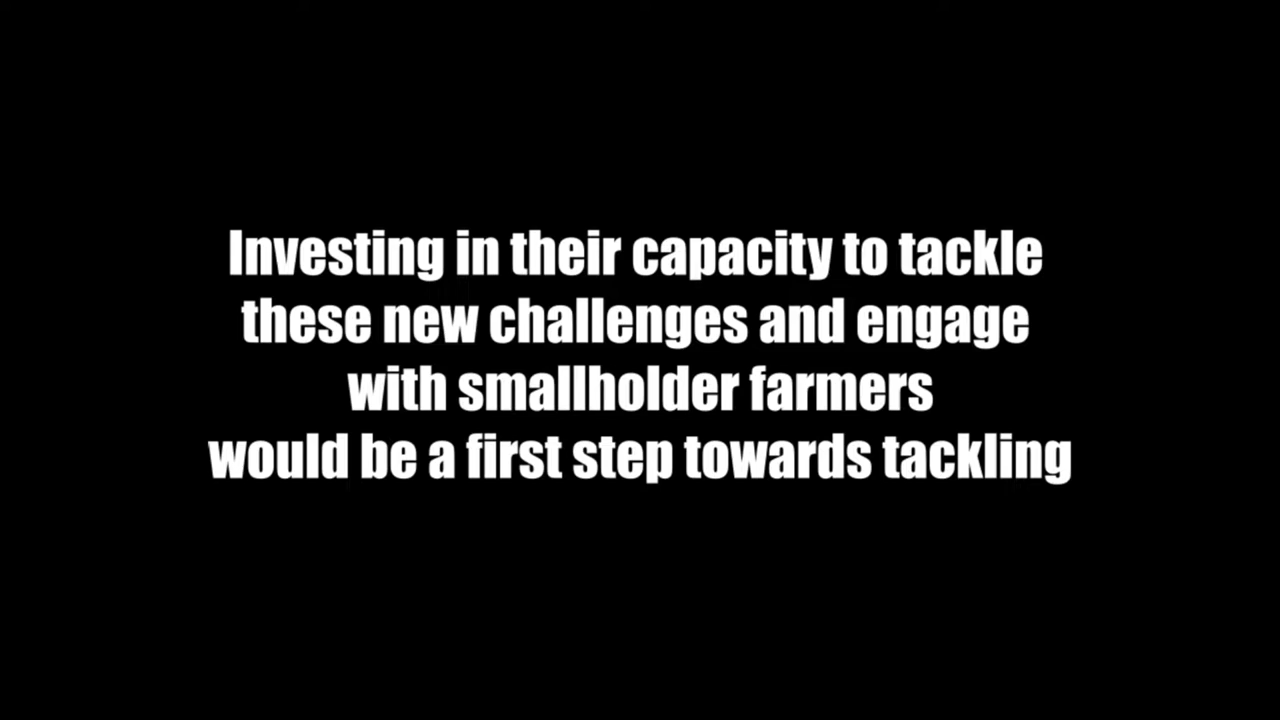 Investing in their capacity to tackle
these new challenges and engage
with smallholder farmers
would be a first step towards tackling